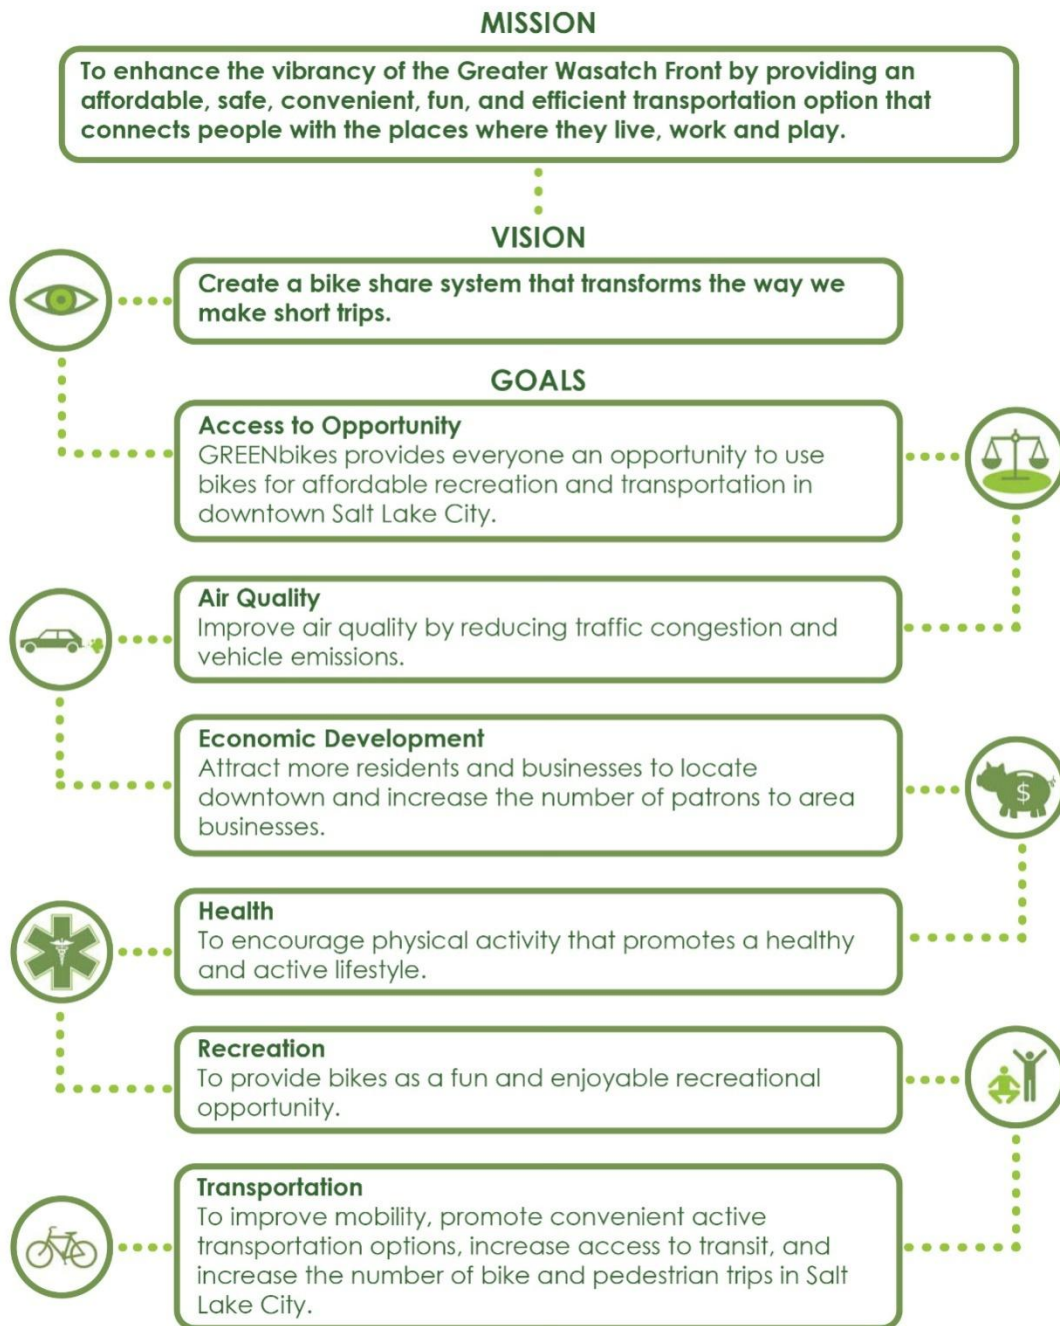 MISSION
To enhance the vibrancy of the Greater Wasatch Front by providing an
affordable, safe, convenient, fun, and efficient transportation option that
connects people with the places where they live, work and play.
VISION
Create a bike share system that transforms the way we
make short trips.
GOALS
Access to Opportunity
GREENbikes provides everyone an opportunity to use
bikes for affordable recreation and transportation in
downtown Salt Lake City.
Air Quality
Improve air quality by reducing traffic congestion and
vehicle emissions.
Economic Development
Attract more residents and businesses to locate
downtown and increase the number of patrons to area
businesses.
$
Health
To encourage physical activity that promotes a healthy
and active lifestyle.
Recreation
To provide bikes as a fun and enjoyable recreational
opportunity.
Transportation
To improve mobility, promote convenient active
transportation options, increase access to transit, and
increase the number of bike and pedestrian trips in Salt
Lake City.